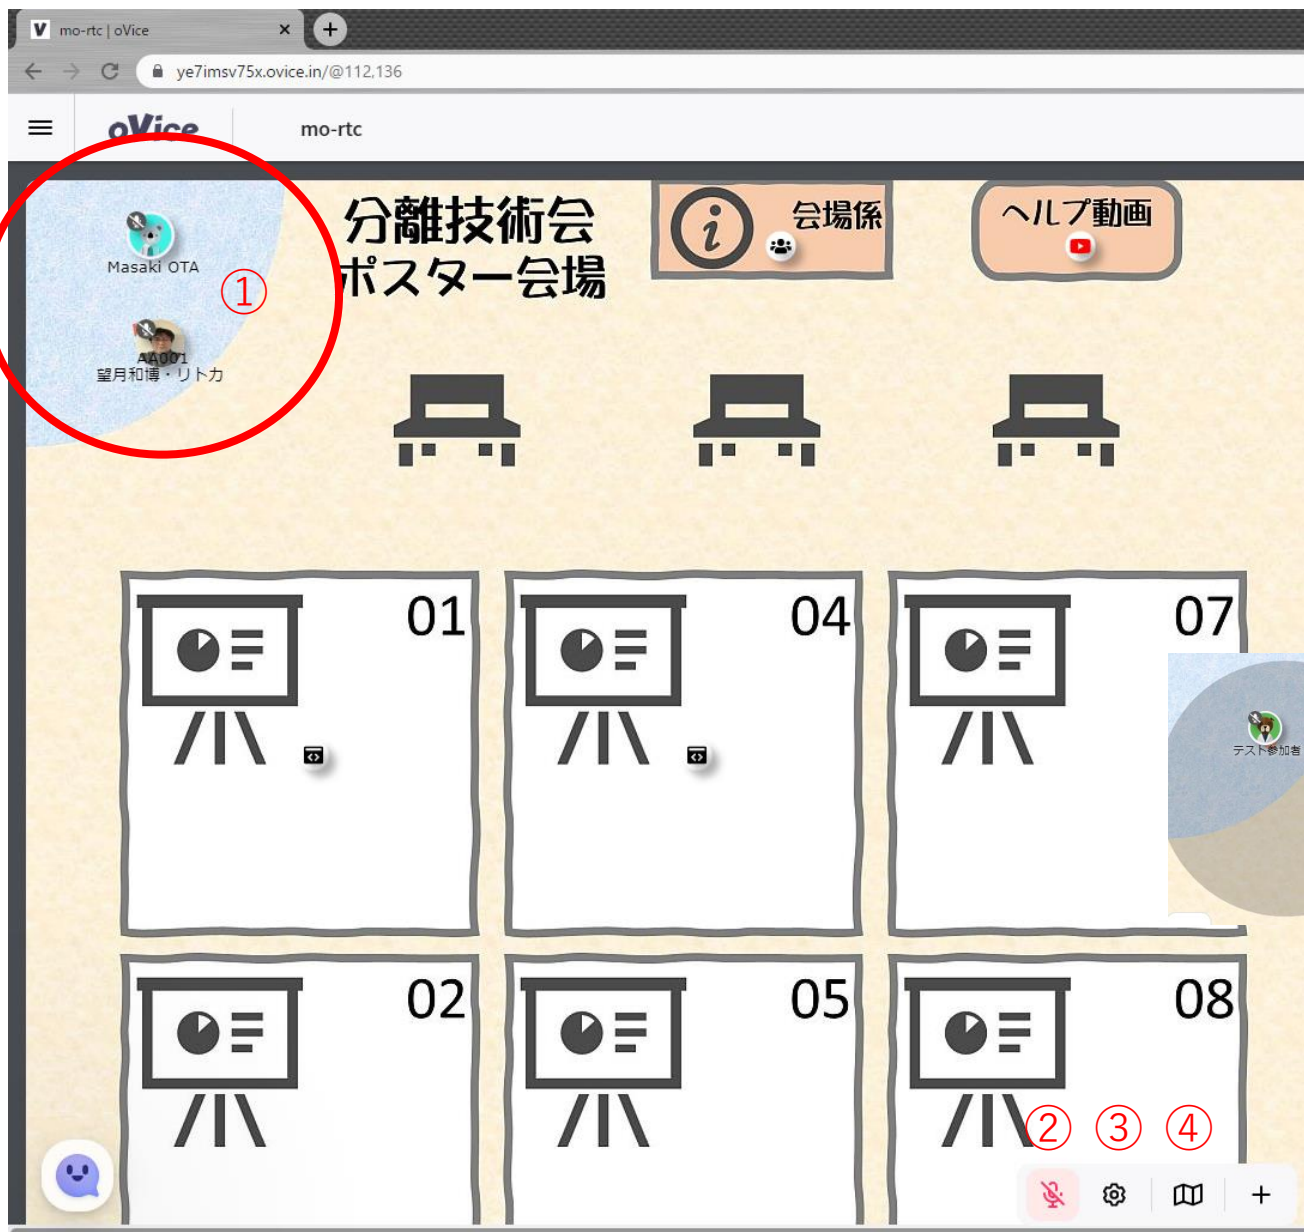 mo-rtc | oVice
ye7imsv75x.ovice.in/@112,136
oVice
mo-rtc
分離技術会
ポスター会場
会場係
ヘルプ動画
Masaki OTA
①
AA001
望月和博・リトカ
01
04
07
テスト参加者
02
05
08
② ③ ④